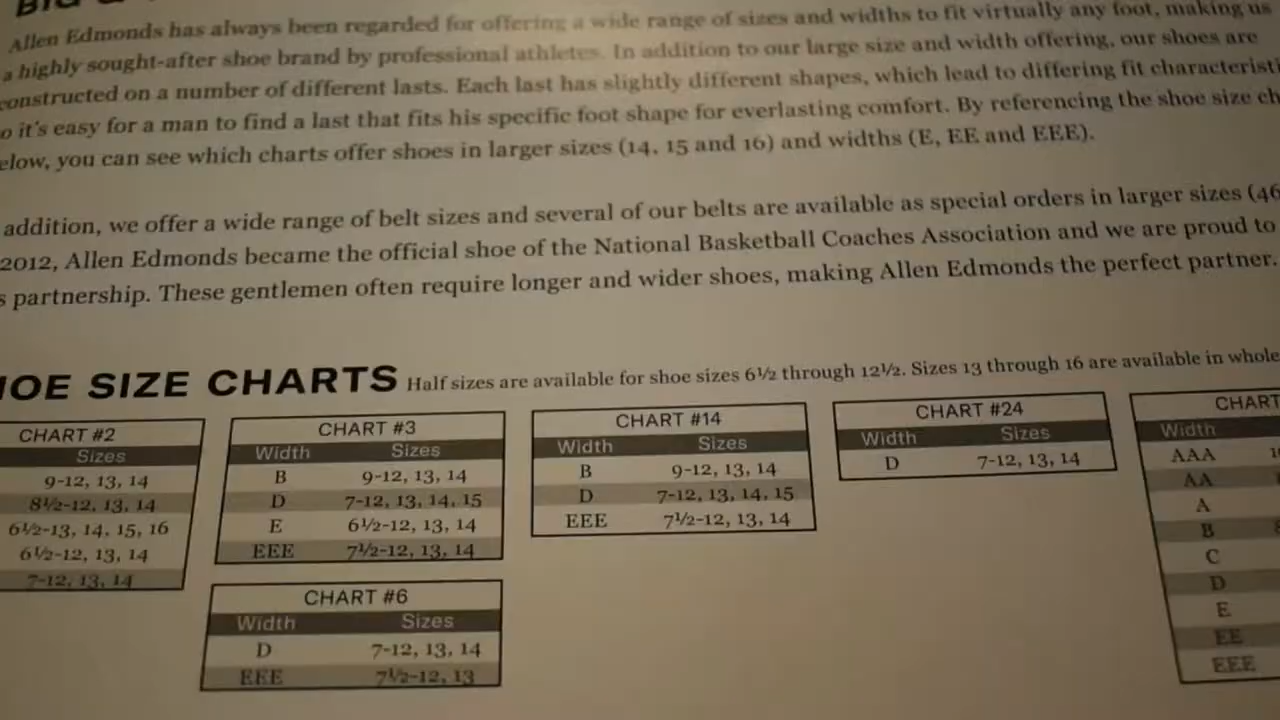 Allen Edmonds has always been regarded for offering a wide range of sizes and widths to fit virtually any foot, making us
a highly sought-after shoe brand by professional athletes. In addition to our large size and width offering, our shoes are
constructed on a number of different lasts. Each last has slightly different shapes, which lead to differing fit characteristi
o it's easy for a man to find a last that fits his specific foot shape for everlasting comfort. By referencing the shoe size ch
elow, you can see which charts offer shoes in larger sizes (14, 15 and 16) and widths (E, EE and EEE).
addition, we offer a wide range of belt sizes and several of our belts are available as special orders in larger sizes (46
2012, Allen Edmonds became the official shoe of the National Basketball Coaches Association and we are proud to
s partnership. These gentlemen often require longer and wider shoes, making Allen Edmonds the perfect partner.
OE SIZE CHARTS Half sizes are available for shoe sizes 6½ through 12½. Sizes 13 through 16 are available in whole
CHART #2
Sizes
9-12, 13, 14
8½-12, 13, 14
6½-13, 14, 15, 16
6½-12, 13, 14
7-12, 13, 14
CHART #3
Width Sizes
B 9-12, 13, 14
D 7-12, 13, 14, 15
E 6½-12, 13, 14
EEE 7½-12, 13, 14
CHART #6
Width Sizes
D 7-12, 13, 14
EEE 7½-12, 13
CHART #14
Width Sizes
B 9-12, 13, 14
D 7-12, 13, 14, 15
EEE 7½-12, 13, 14
CHART #24
Width Sizes
D 7-12, 13, 14
CHART
Width
AAA
AA
A
B
C
D
E
EE
EEE